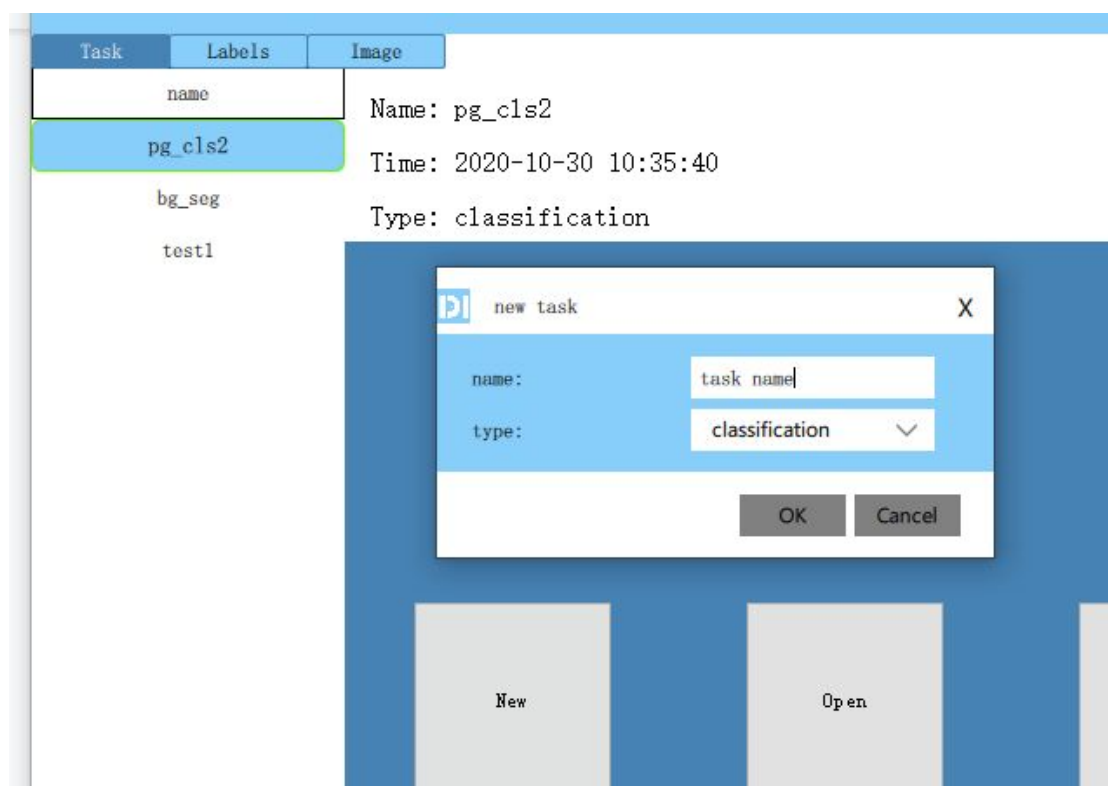 Task Labels Image
name
pg_cls2
bg_seg
test1
Name: pg_cls2
Time: 2020-10-30 10:35:40
Type: classification
DI new task X
name: task name
type: classification
OK Cancel
New Open